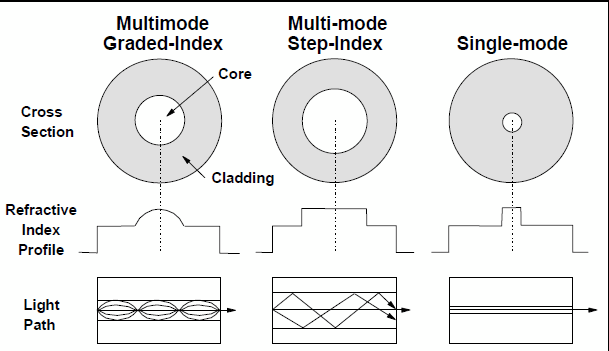 Multimode
Graded-Index
Multi-mode
Step-Index
Single-mode
Core
Cross
Section
Cladding
Refractive
Index
Profile
Light
Path